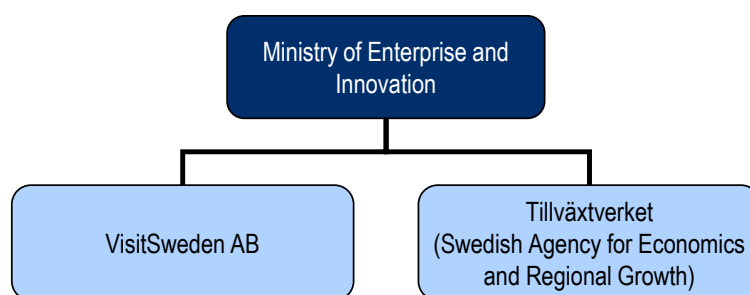 Ministry of Enterprise and
Innovation
VisitSweden AB
Tillväxtverket
(Swedish Agency for Economics
and Regional Growth)